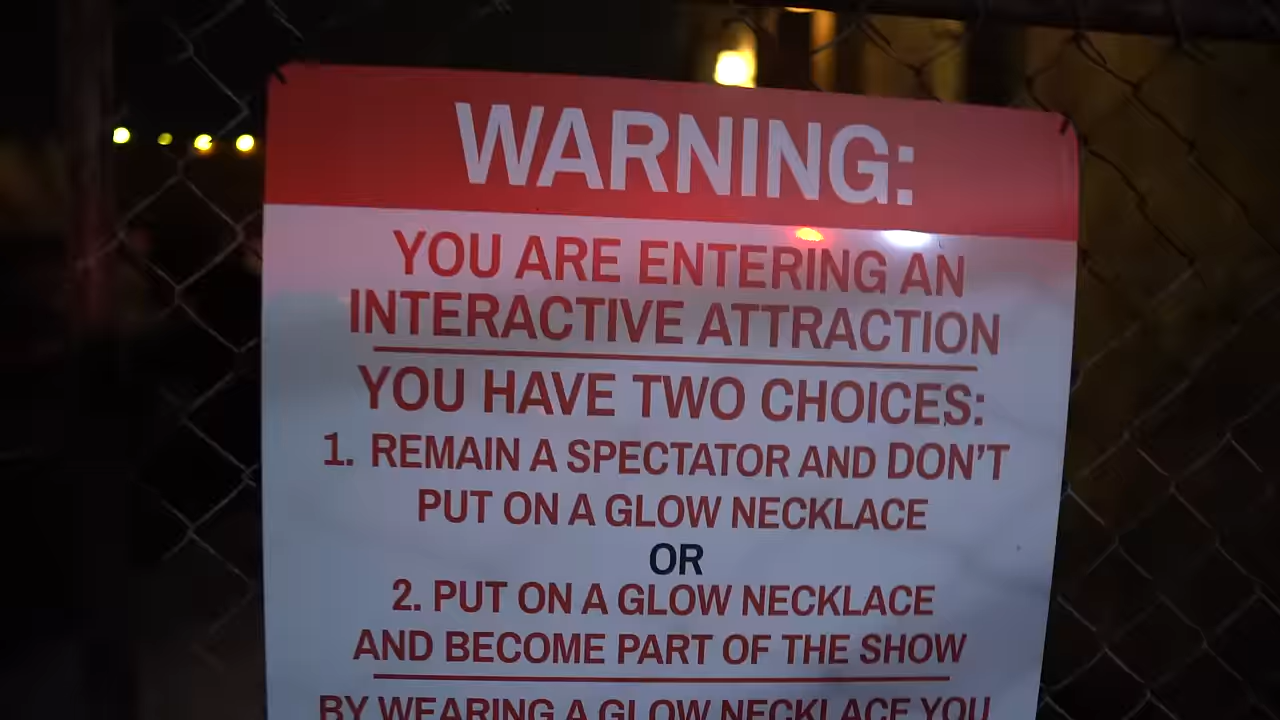 WARNING:
YOU ARE ENTERING AN
INTERACTIVE ATTRACTION
YOU HAVE TWO CHOICES:
1. REMAIN A SPECTATOR AND DON'T
PUT ON A GLOW NECKLACE
OR
2. PUT ON A GLOW NECKLACE
AND BECOME PART OF THE SHOW
BY WEARING A GLOW NECKLACE YOU